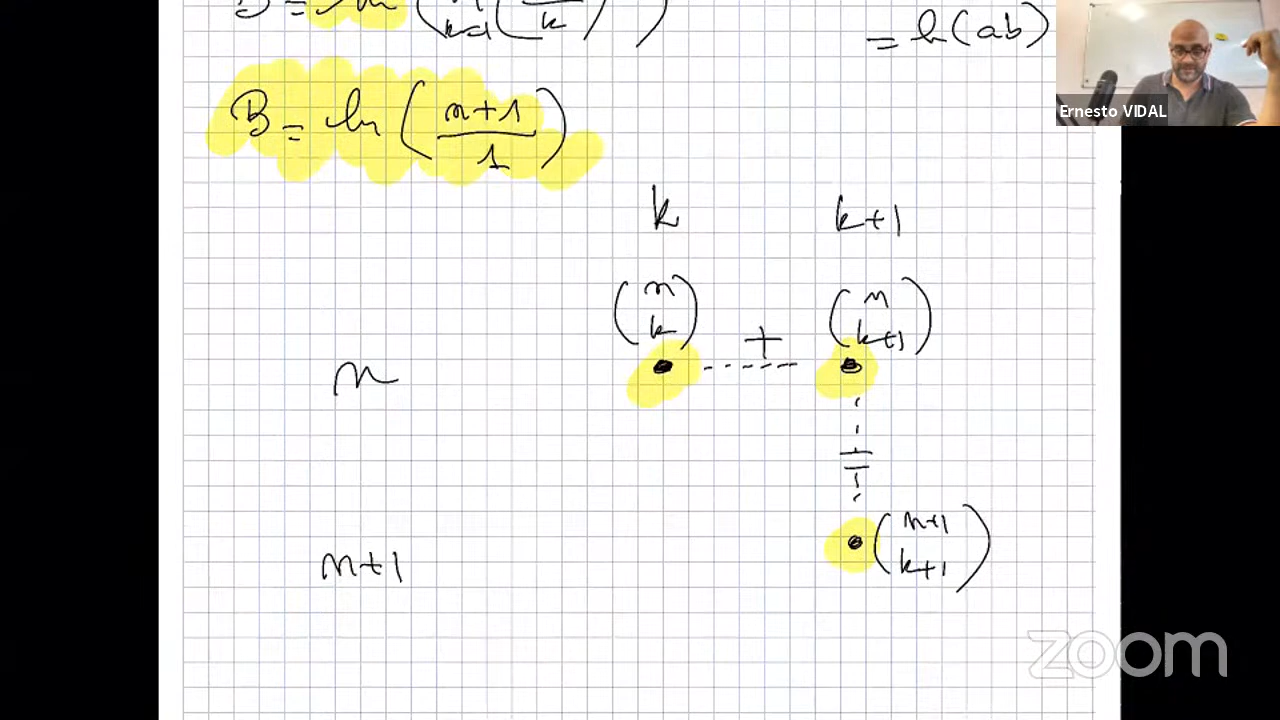 B = ln ( n+1 / 1 )
= ln(ab)
Ernesto VIDAL
k k+1
( n k ) + ( n k+1 )
n
=
n+1 ( n+1 k+1 )
zoom